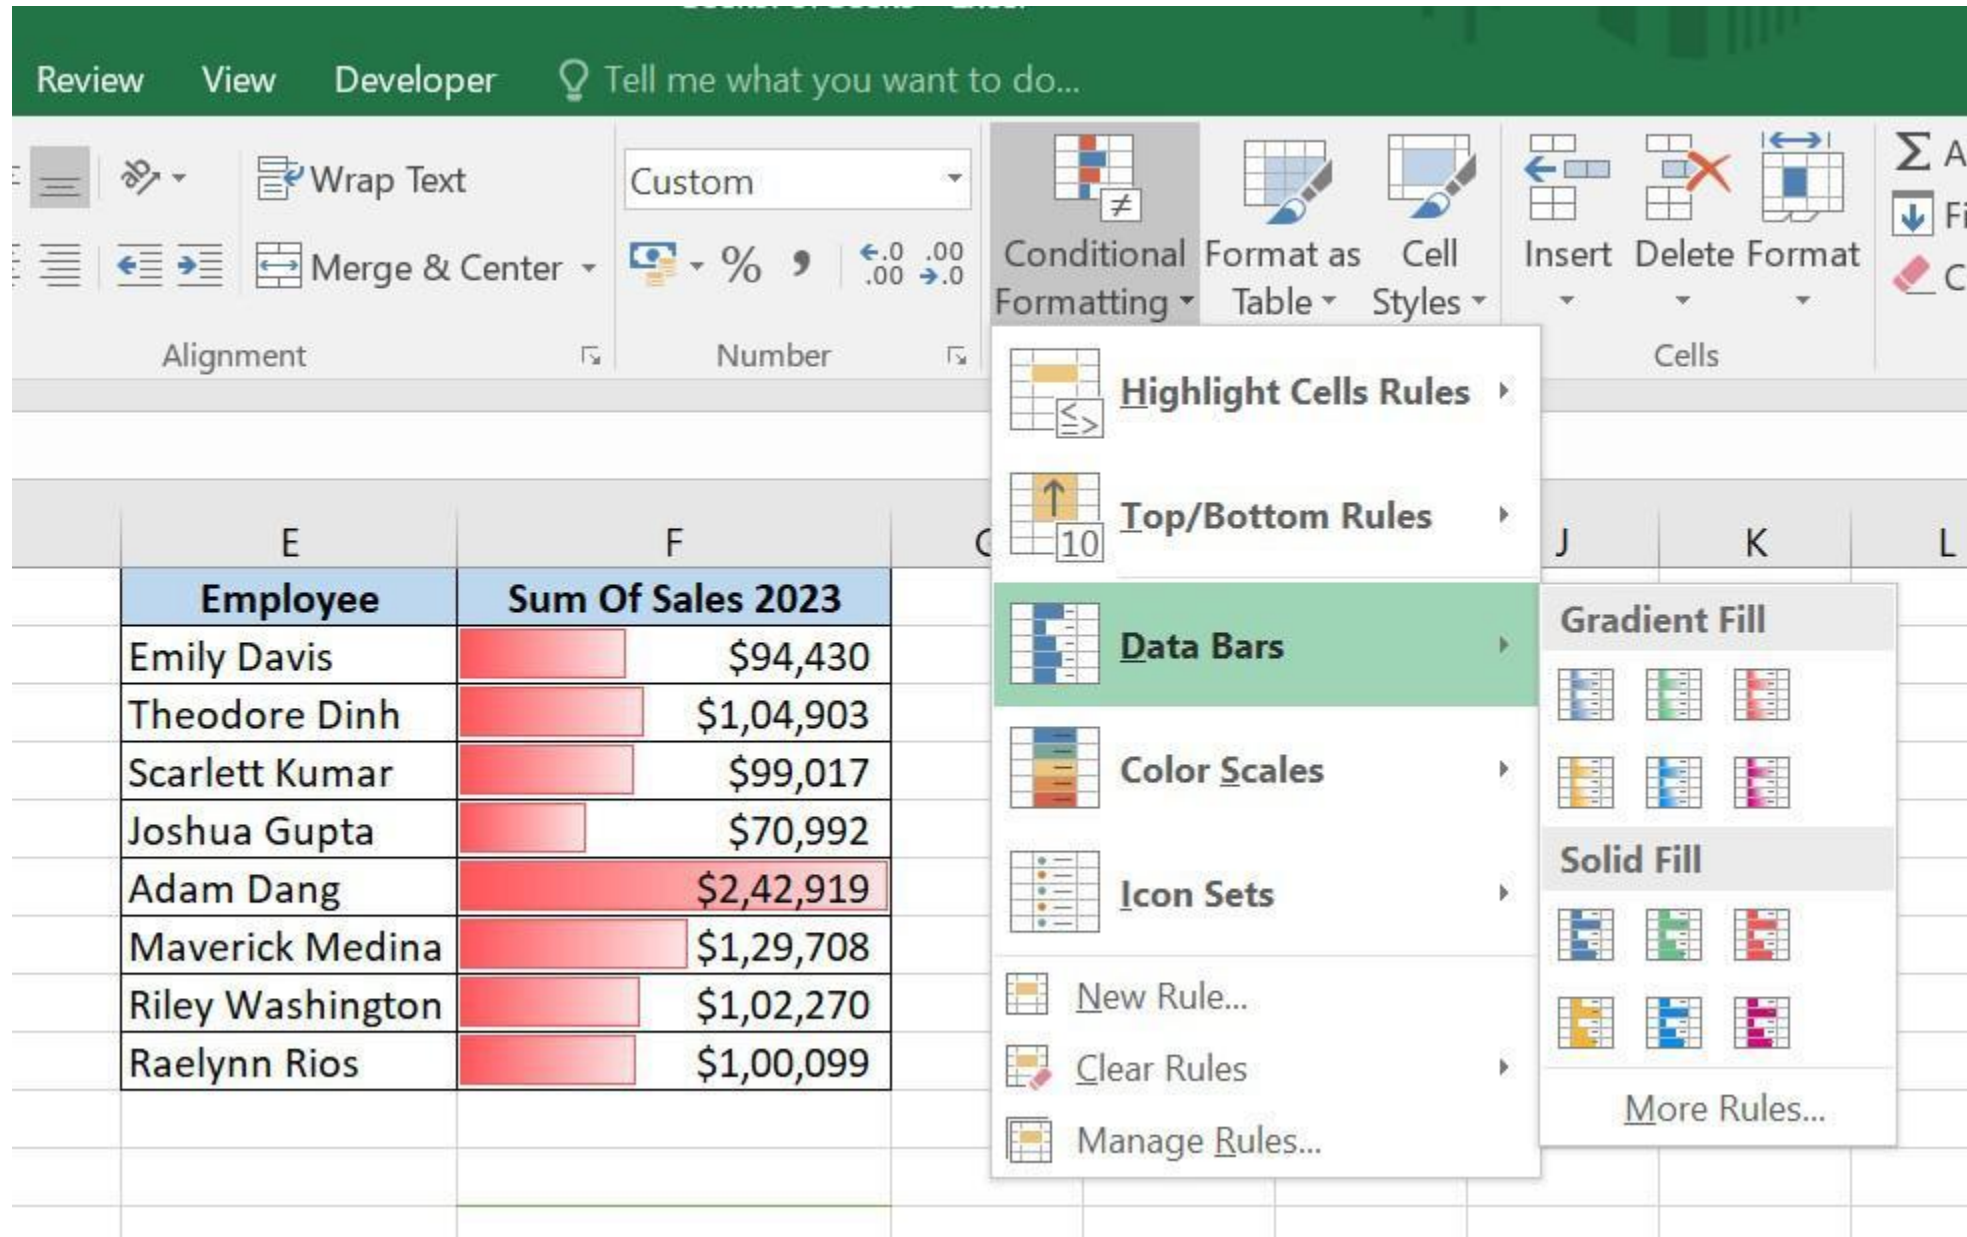 Review View Developer Tell me what you want to do...
Wrap Text
Custom
Merge & Center
%
.0 .00
.00 .0
Conditional Formatting
Format as Table
Cell Styles
Insert
Delete
Format
Alignment
Number
Cells
Highlight Cells Rules
Top/Bottom Rules
10
Data Bars
Color Scales
Icon Sets
New Rule...
Clear Rules
Manage Rules...
Gradient Fill
Solid Fill
More Rules...
E F J K L
Employee Sum Of Sales 2023
Emily Davis $94,430
Theodore Dinh $1,04,903
Scarlett Kumar $99,017
Joshua Gupta $70,992
Adam Dang $2,42,919
Maverick Medina $1,29,708
Riley Washington $1,02,270
Raelynn Rios $1,00,099